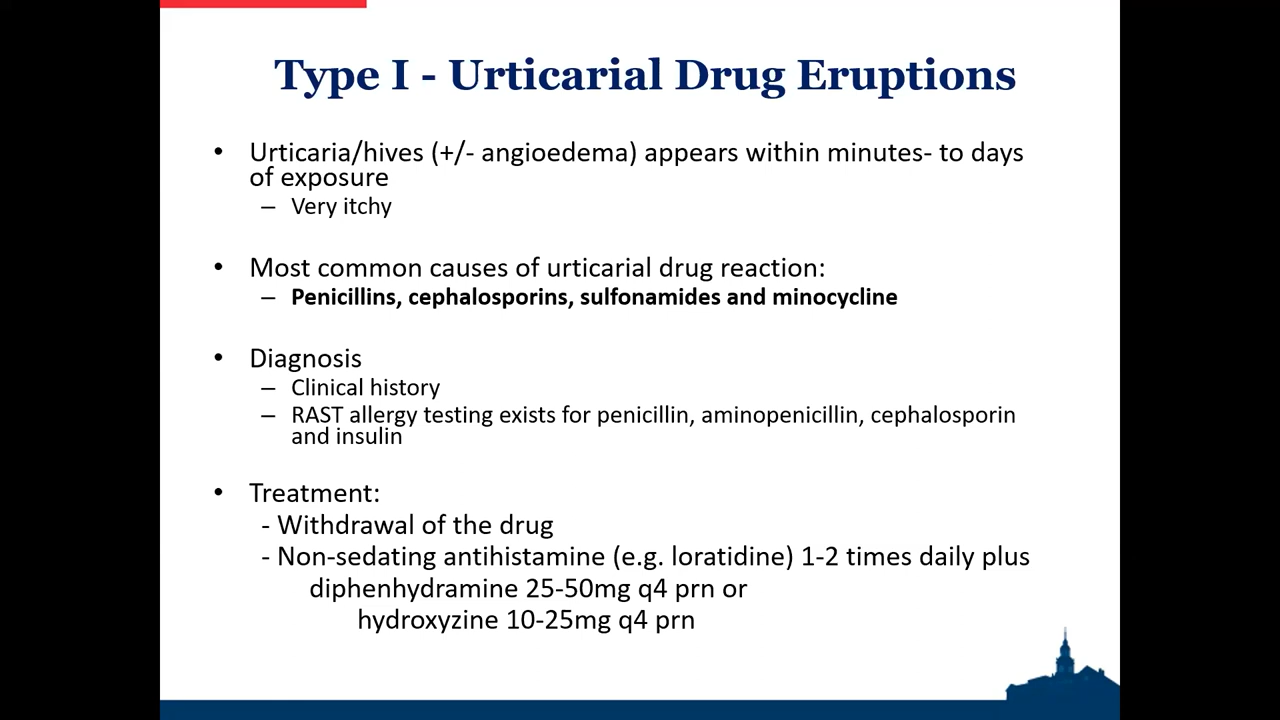 Type I - Urticarial Drug Eruptions
• Urticaria/hives (+/- angioedema) appears within minutes- to days
of exposure
– Very itchy
• Most common causes of urticarial drug reaction:
– Penicillins, cephalosporins, sulfonamides and minocycline
• Diagnosis
– Clinical history
– RAST allergy testing exists for penicillin, aminopenicillin, cephalosporin
and insulin
• Treatment:
- Withdrawal of the drug
- Non-sedating antihistamine (e.g. loratidine) 1-2 times daily plus
diphenhydramine 25-50mg q4 prn or
hydroxyzine 10-25mg q4 prn